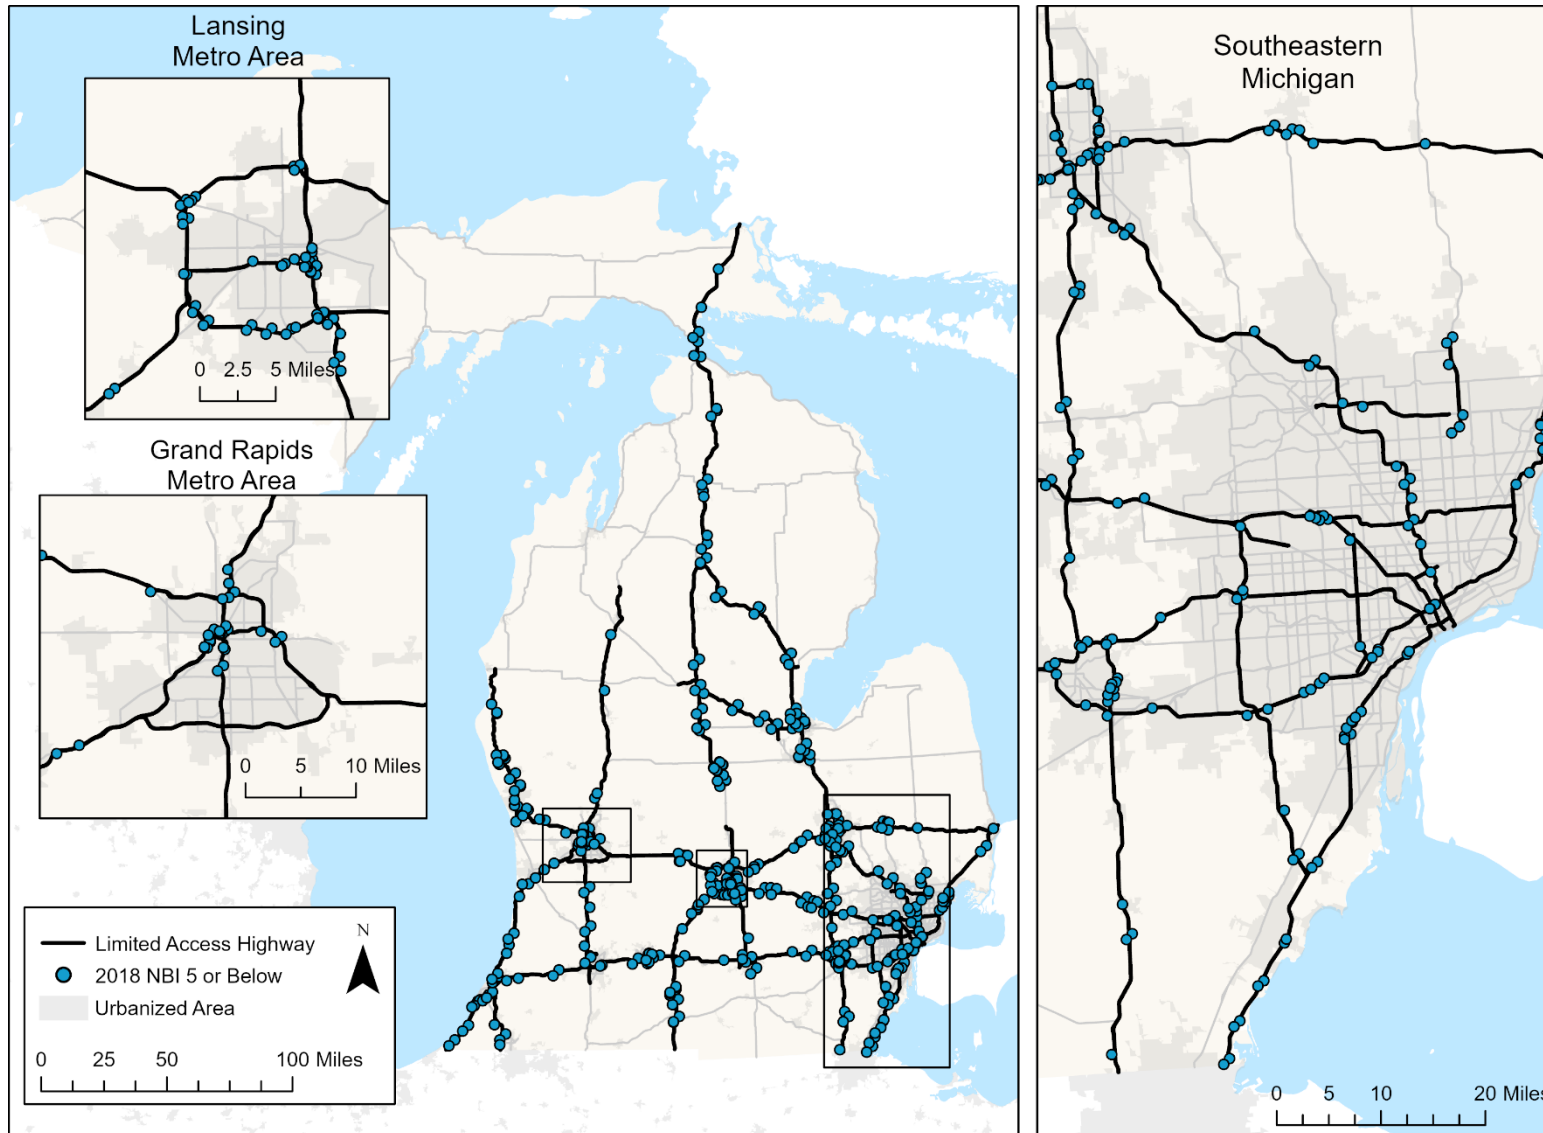 Lansing
Metro Area
0 2.5 5 Miles
Grand Rapids
Metro Area
0 5 10 Miles
Limited Access Highway
2018 NBI 5 or Below
Urbanized Area
N
0 25 50 100 Miles
Southeastern
Michigan
0 5 10 20 Miles